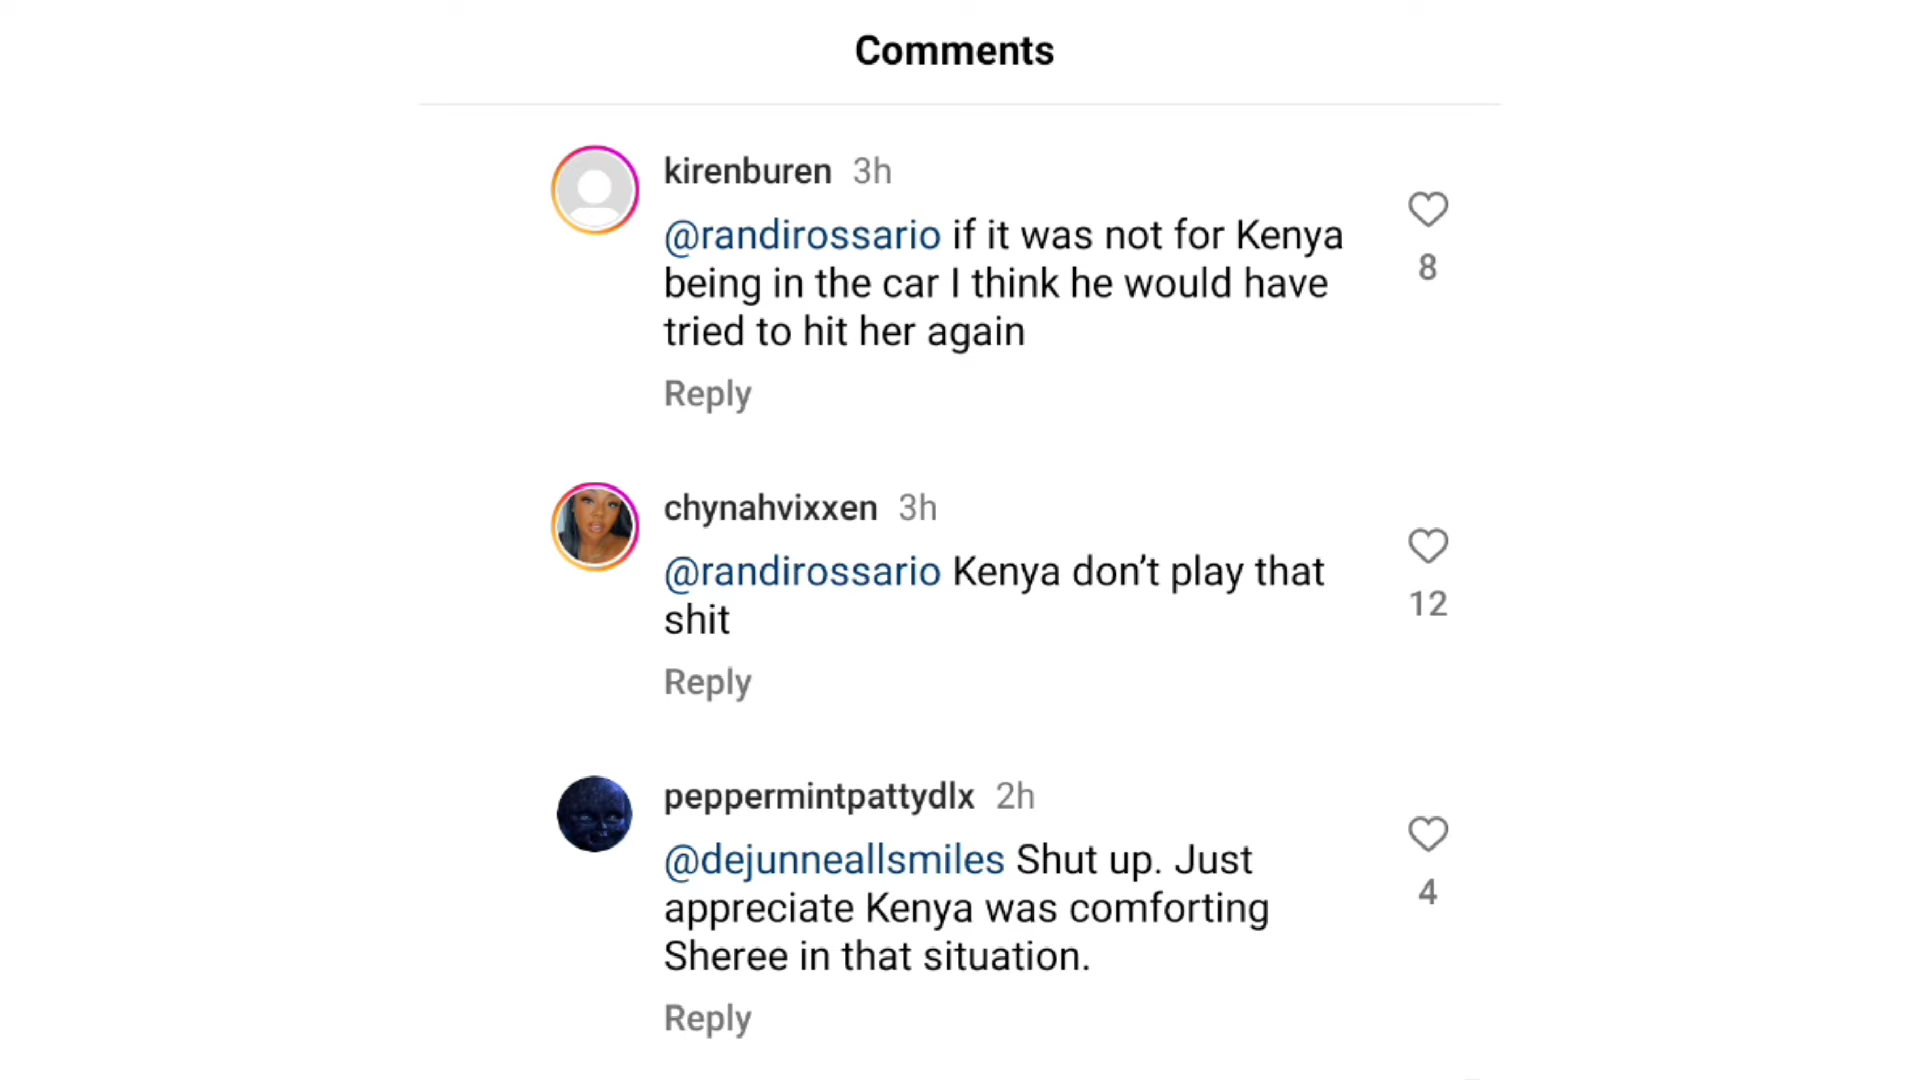 Comments
kirenburen 3h
@randirossario if it was not for Kenya
being in the car I think he would have
tried to hit her again
8
Reply
chynahvixxen 3h
@randirossario Kenya don’t play that
shit
12
Reply
peppermintpattydlx 2h
@dejunneallsmiles Shut up. Just
appreciate Kenya was comforting
Sheree in that situation.
4
Reply